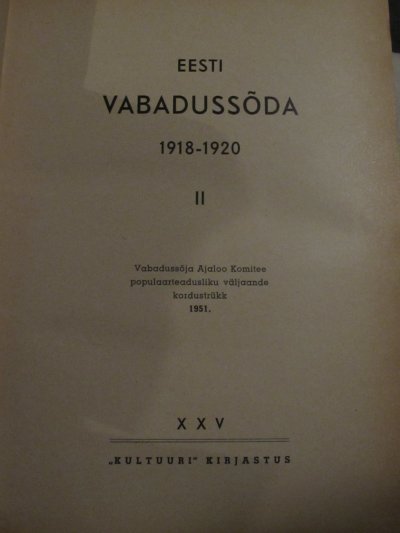 EESTI
VABADUSSÕDA
1918-1920
II
Vabadussõja Ajaloo Komitee
populaarteadusliku väljaande
kordustrükk
1951.
XXV
„KULTUURI" KIRJASTUS